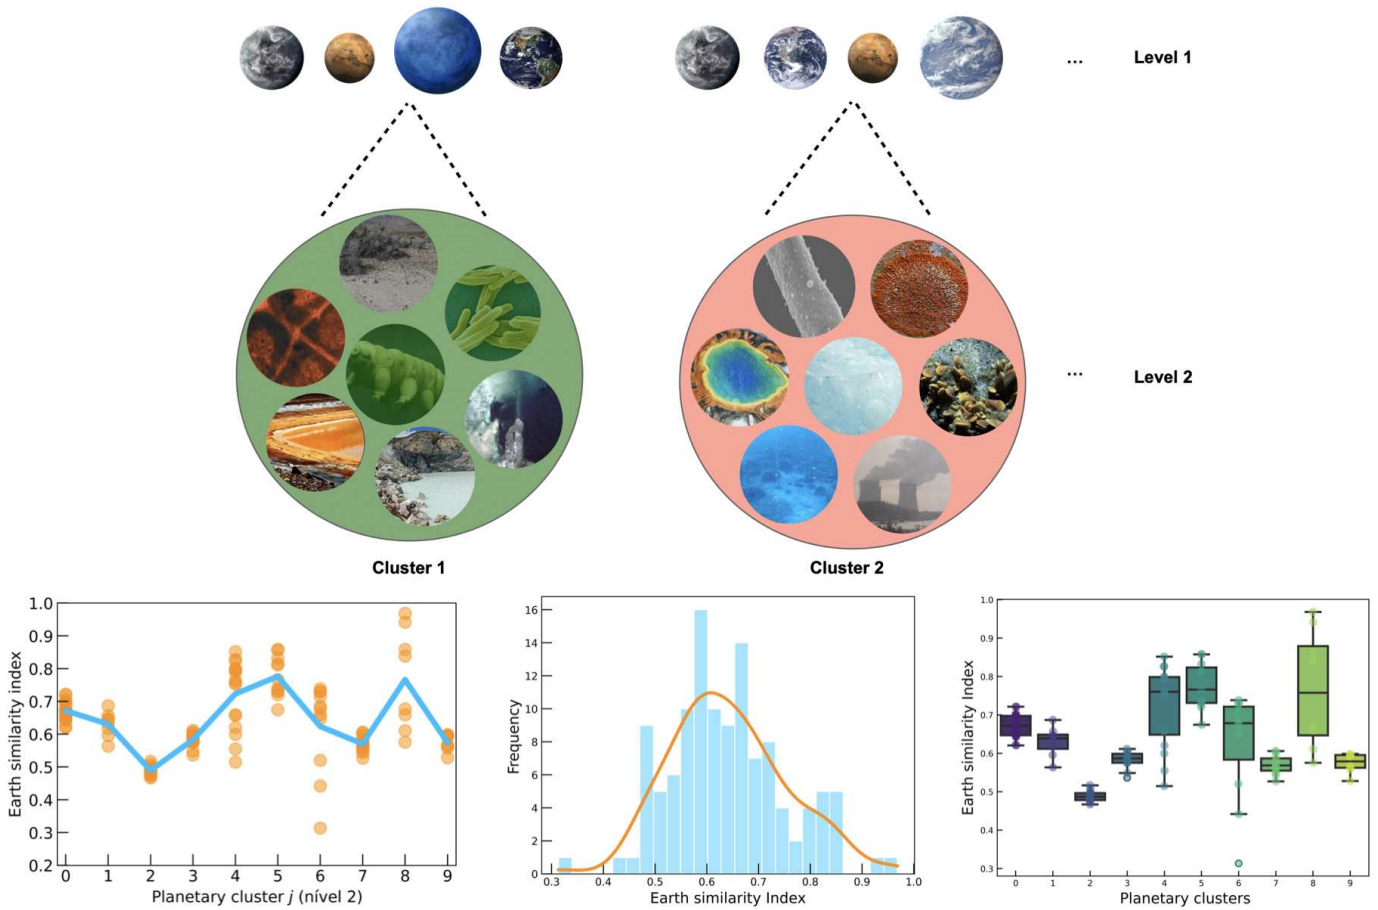 ... Level 1
... Level 2
Cluster 1
Cluster 2
1.0
0.9
0.8
0.7
0.6
0.5
0.4
0.3
0.2
Earth similarity index
0 1 2 3 4 5 6 7 8 9
Planetary cluster j (nível 2)
16
14
12
10
8
6
4
2
0
Frequency
0.3 0.4 0.5 0.6 0.7 0.8 0.9 1.0
Earth similarity Index
1.0
0.9
0.8
0.7
0.6
0.5
0.4
0.3
Earth similarity Index
0 1 2 3 4 5 6 7 8 9
Planetary clusters